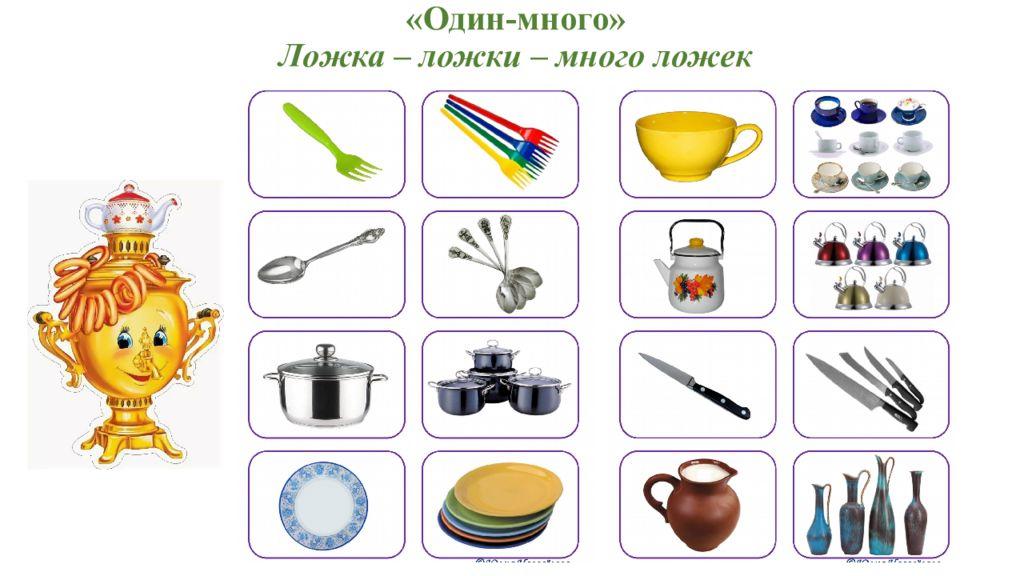 «Один-много»
Ложка – ложки – много ложек